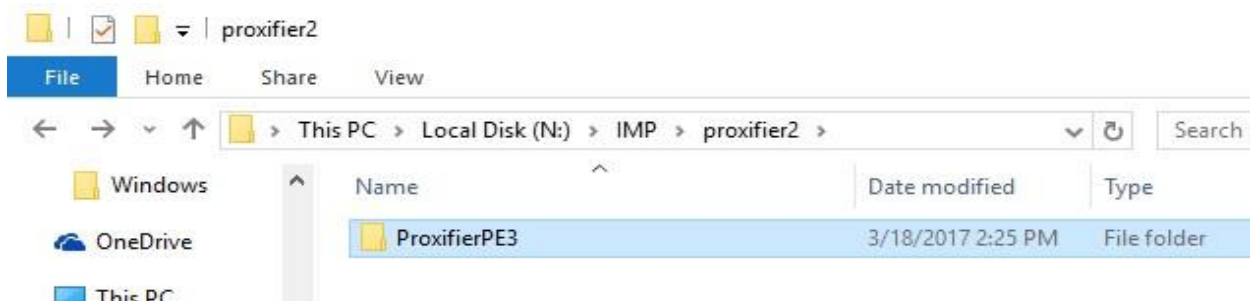 proxifier2
File Home Share View
This PC > Local Disk (N:) > IMP > proxifier2 >
Search
Windows
Name Date modified Type
OneDrive
ProxifierPE3 3/18/2017 2:25 PM File folder
This PC